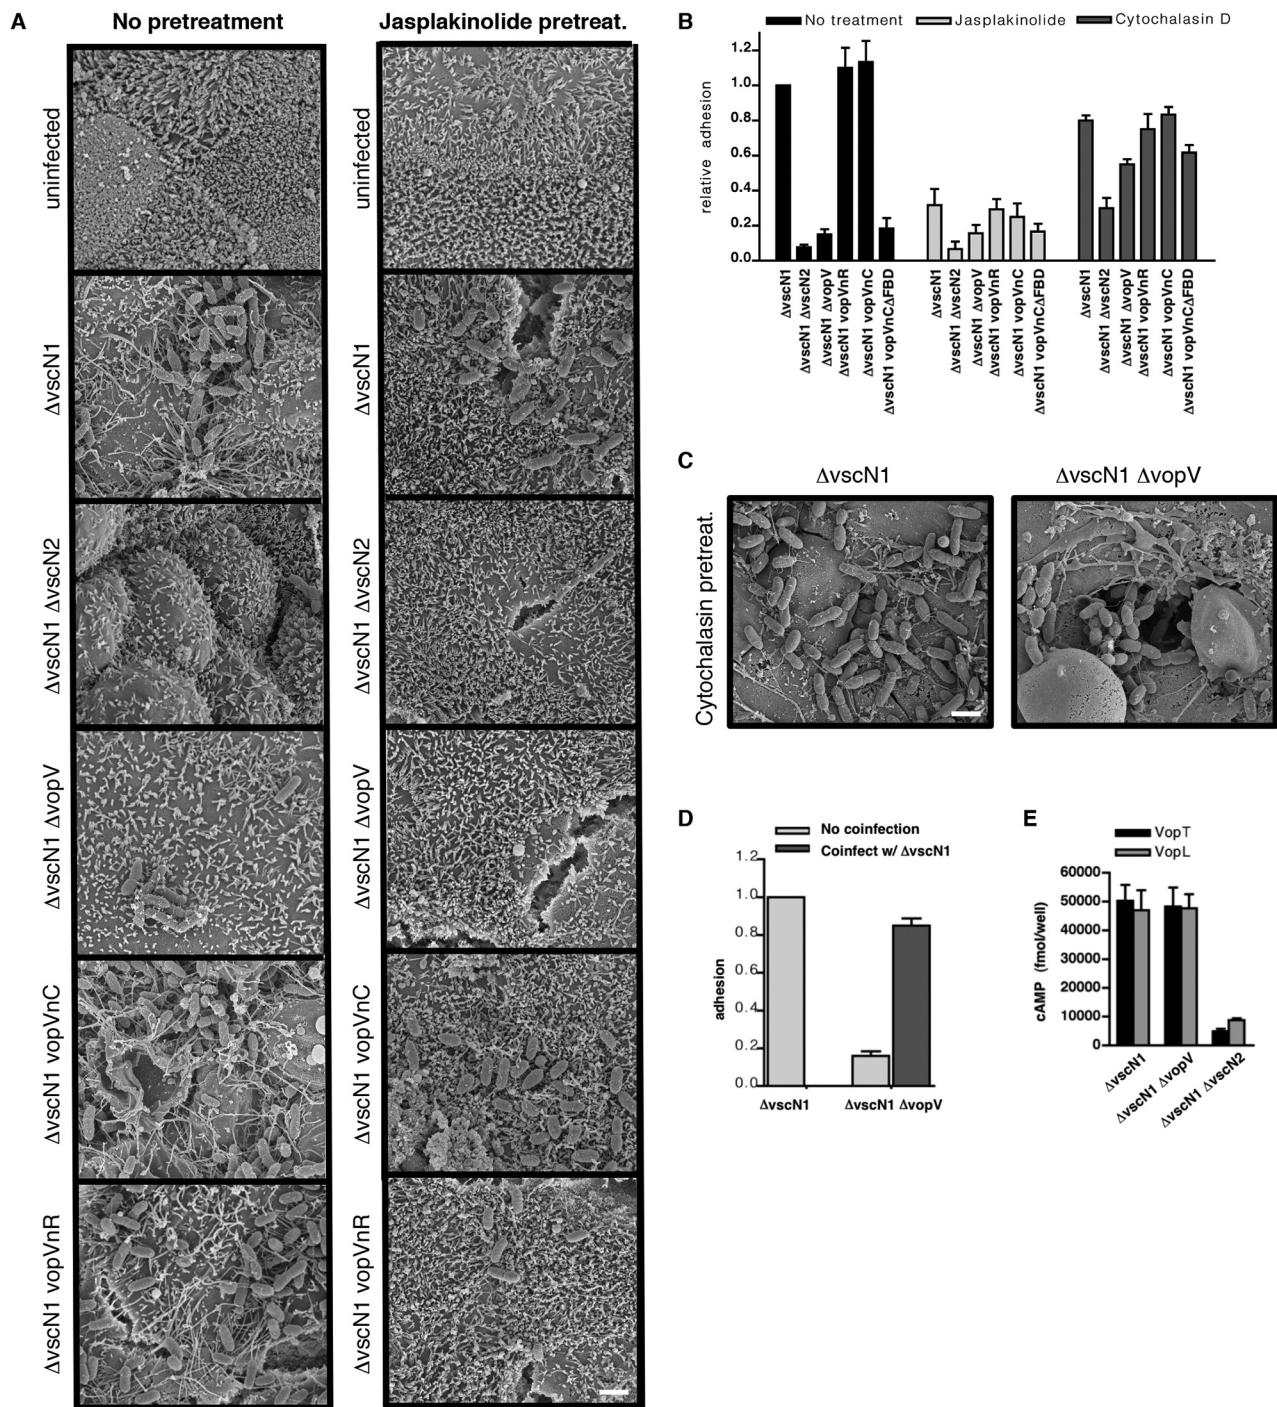 A
No pretreatment
Jasplakinolide pretreat.
uninfected
ΔvscN1
ΔvscN1 ΔvscN2
ΔvscN1 ΔvopV
ΔvscN1 vopVnC
ΔvscN1 vopVnR
uninfected
ΔvscN1
ΔvscN1 ΔvscN2
ΔvscN1 ΔvopV
ΔvscN1 vopVnC
ΔvscN1 vopVnR
B
No treatment Jasplakinolide Cytochalasin D
relative adhesion
1.2
1.0
0.8
0.6
0.4
0.2
0.0
ΔvscN1
ΔvscN1 ΔvscN2
ΔvscN1 ΔvopV
ΔvscN1 vopVnR
ΔvscN1 vopVnC
ΔvscN1 vopVnCΔFBD
ΔvscN1
ΔvscN1 ΔvscN2
ΔvscN1 ΔvopV
ΔvscN1 vopVnR
ΔvscN1 vopVnC
ΔvscN1 vopVnCΔFBD
ΔvscN1
ΔvscN1 ΔvscN2
ΔvscN1 ΔvopV
ΔvscN1 vopVnR
ΔvscN1 vopVnC
ΔvscN1 vopVnCΔFBD
C
ΔvscN1
ΔvscN1 ΔvopV
Cytochalasin pretreat.
D
No coinfection
Coinfect w/ ΔvscN1
adhesion
1.2
1.0
0.8
0.6
0.4
0.2
0.0
ΔvscN1
ΔvscN1 ΔvopV
E
VopT
VopL
cAMP (fmol/well)
60000
50000
40000
30000
20000
10000
0
ΔvscN1
ΔvscN1 ΔvopV
ΔvscN1 ΔvscN2